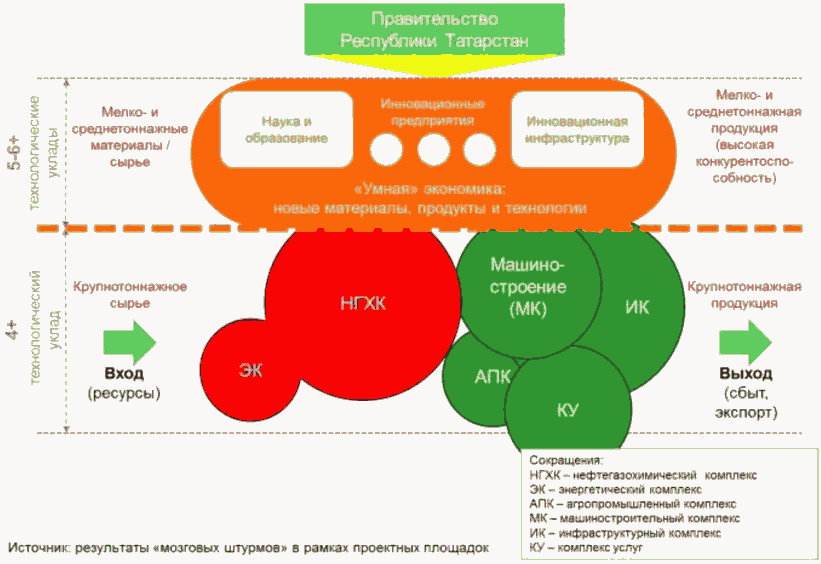 Правительство
Республики Татарстан
5-6+
технологические
уклады
Мелко- и
среднетоннажные
материалы /
сырье
Наука и
образование
Инновационные
предприятия
Инновационная
инфраструктура
Мелко- и
среднетоннажная
продукция
(высокая
конкурентоспо-
собность)
«Умная» экономика:
новые материалы, продукты и технологии
4+
технологический
уклад
Крупнотоннажное
сырье
Вход
(ресурсы)
НГХК
ЭК
Машино-
строение
(МК)
ИК
АПК
КУ
Крупнотоннажная
продукция
Выход
(сбыт,
экспорт)
Сокращения:
НГХК – нефтегазохимический комплекс
ЭК – энергетический комплекс
АПК – агропромышленный комплекс
МК – машиностроительный комплекс
ИК – инфраструктурный комплекс
КУ – комплекс услуг
Источник: результаты «мозговых штурмов» в рамках проектных площадок